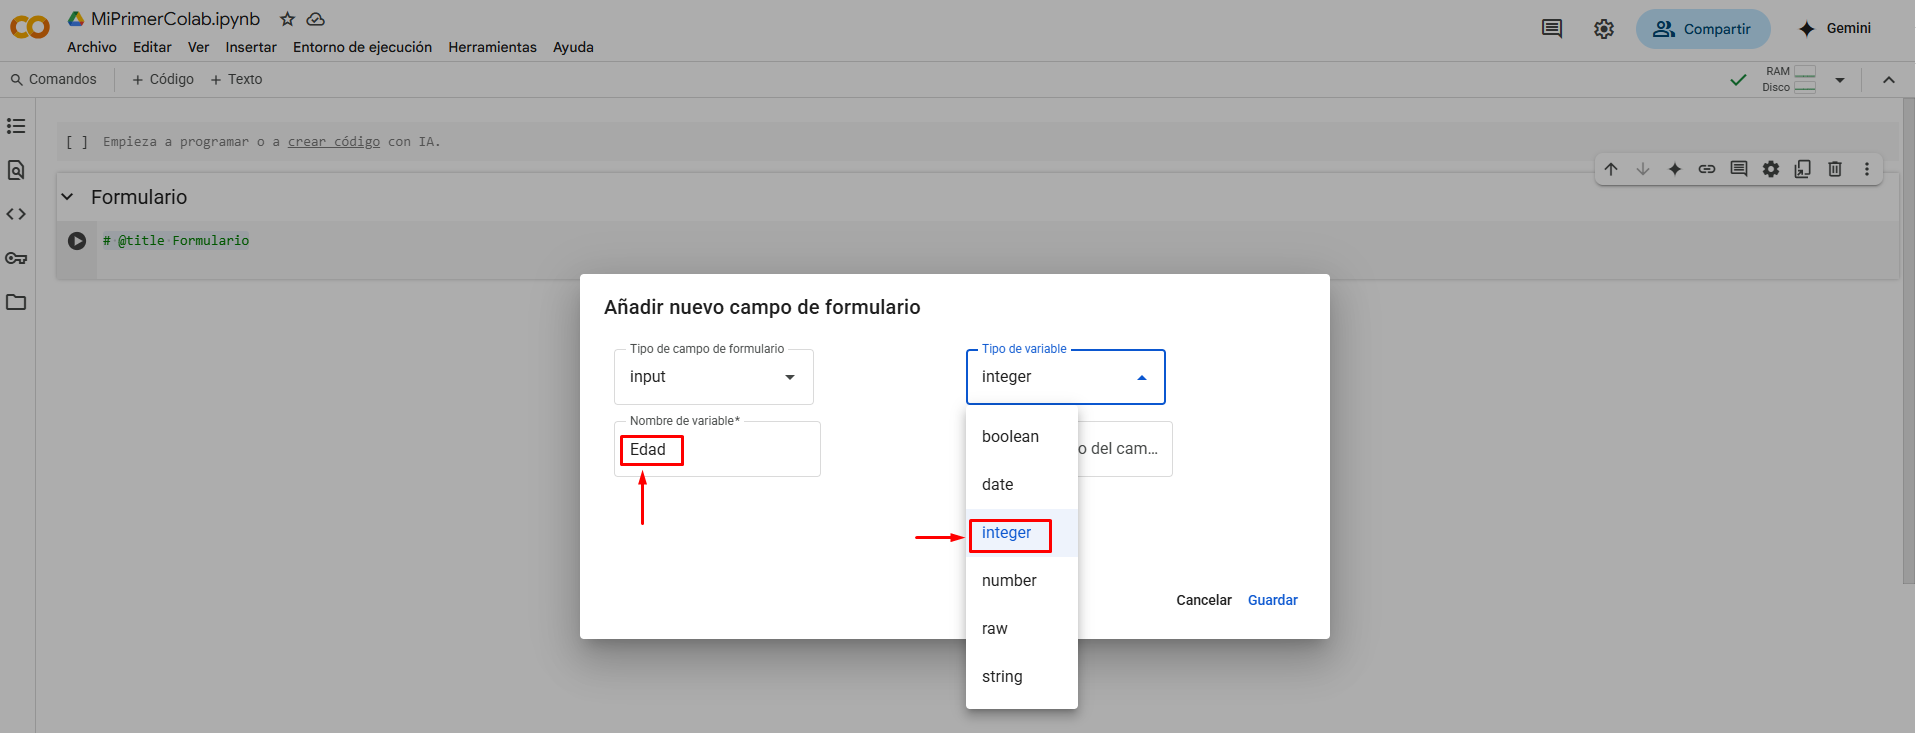 MiPrimerColab.ipynb
Archivo Editar Ver Insertar Entorno de ejecución Herramientas Ayuda
Compartir
Gemini
Comandos + Código + Texto
RAM
Disco
[ ] Empieza a programar o a crear código con IA.
Formulario
# @title Formulario
Añadir nuevo campo de formulario
Tipo de campo de formulario
input
Tipo de variable
integer
Nombre de variable*
Edad
o del cam...
boolean
date
integer
number
raw
string
Cancelar Guardar